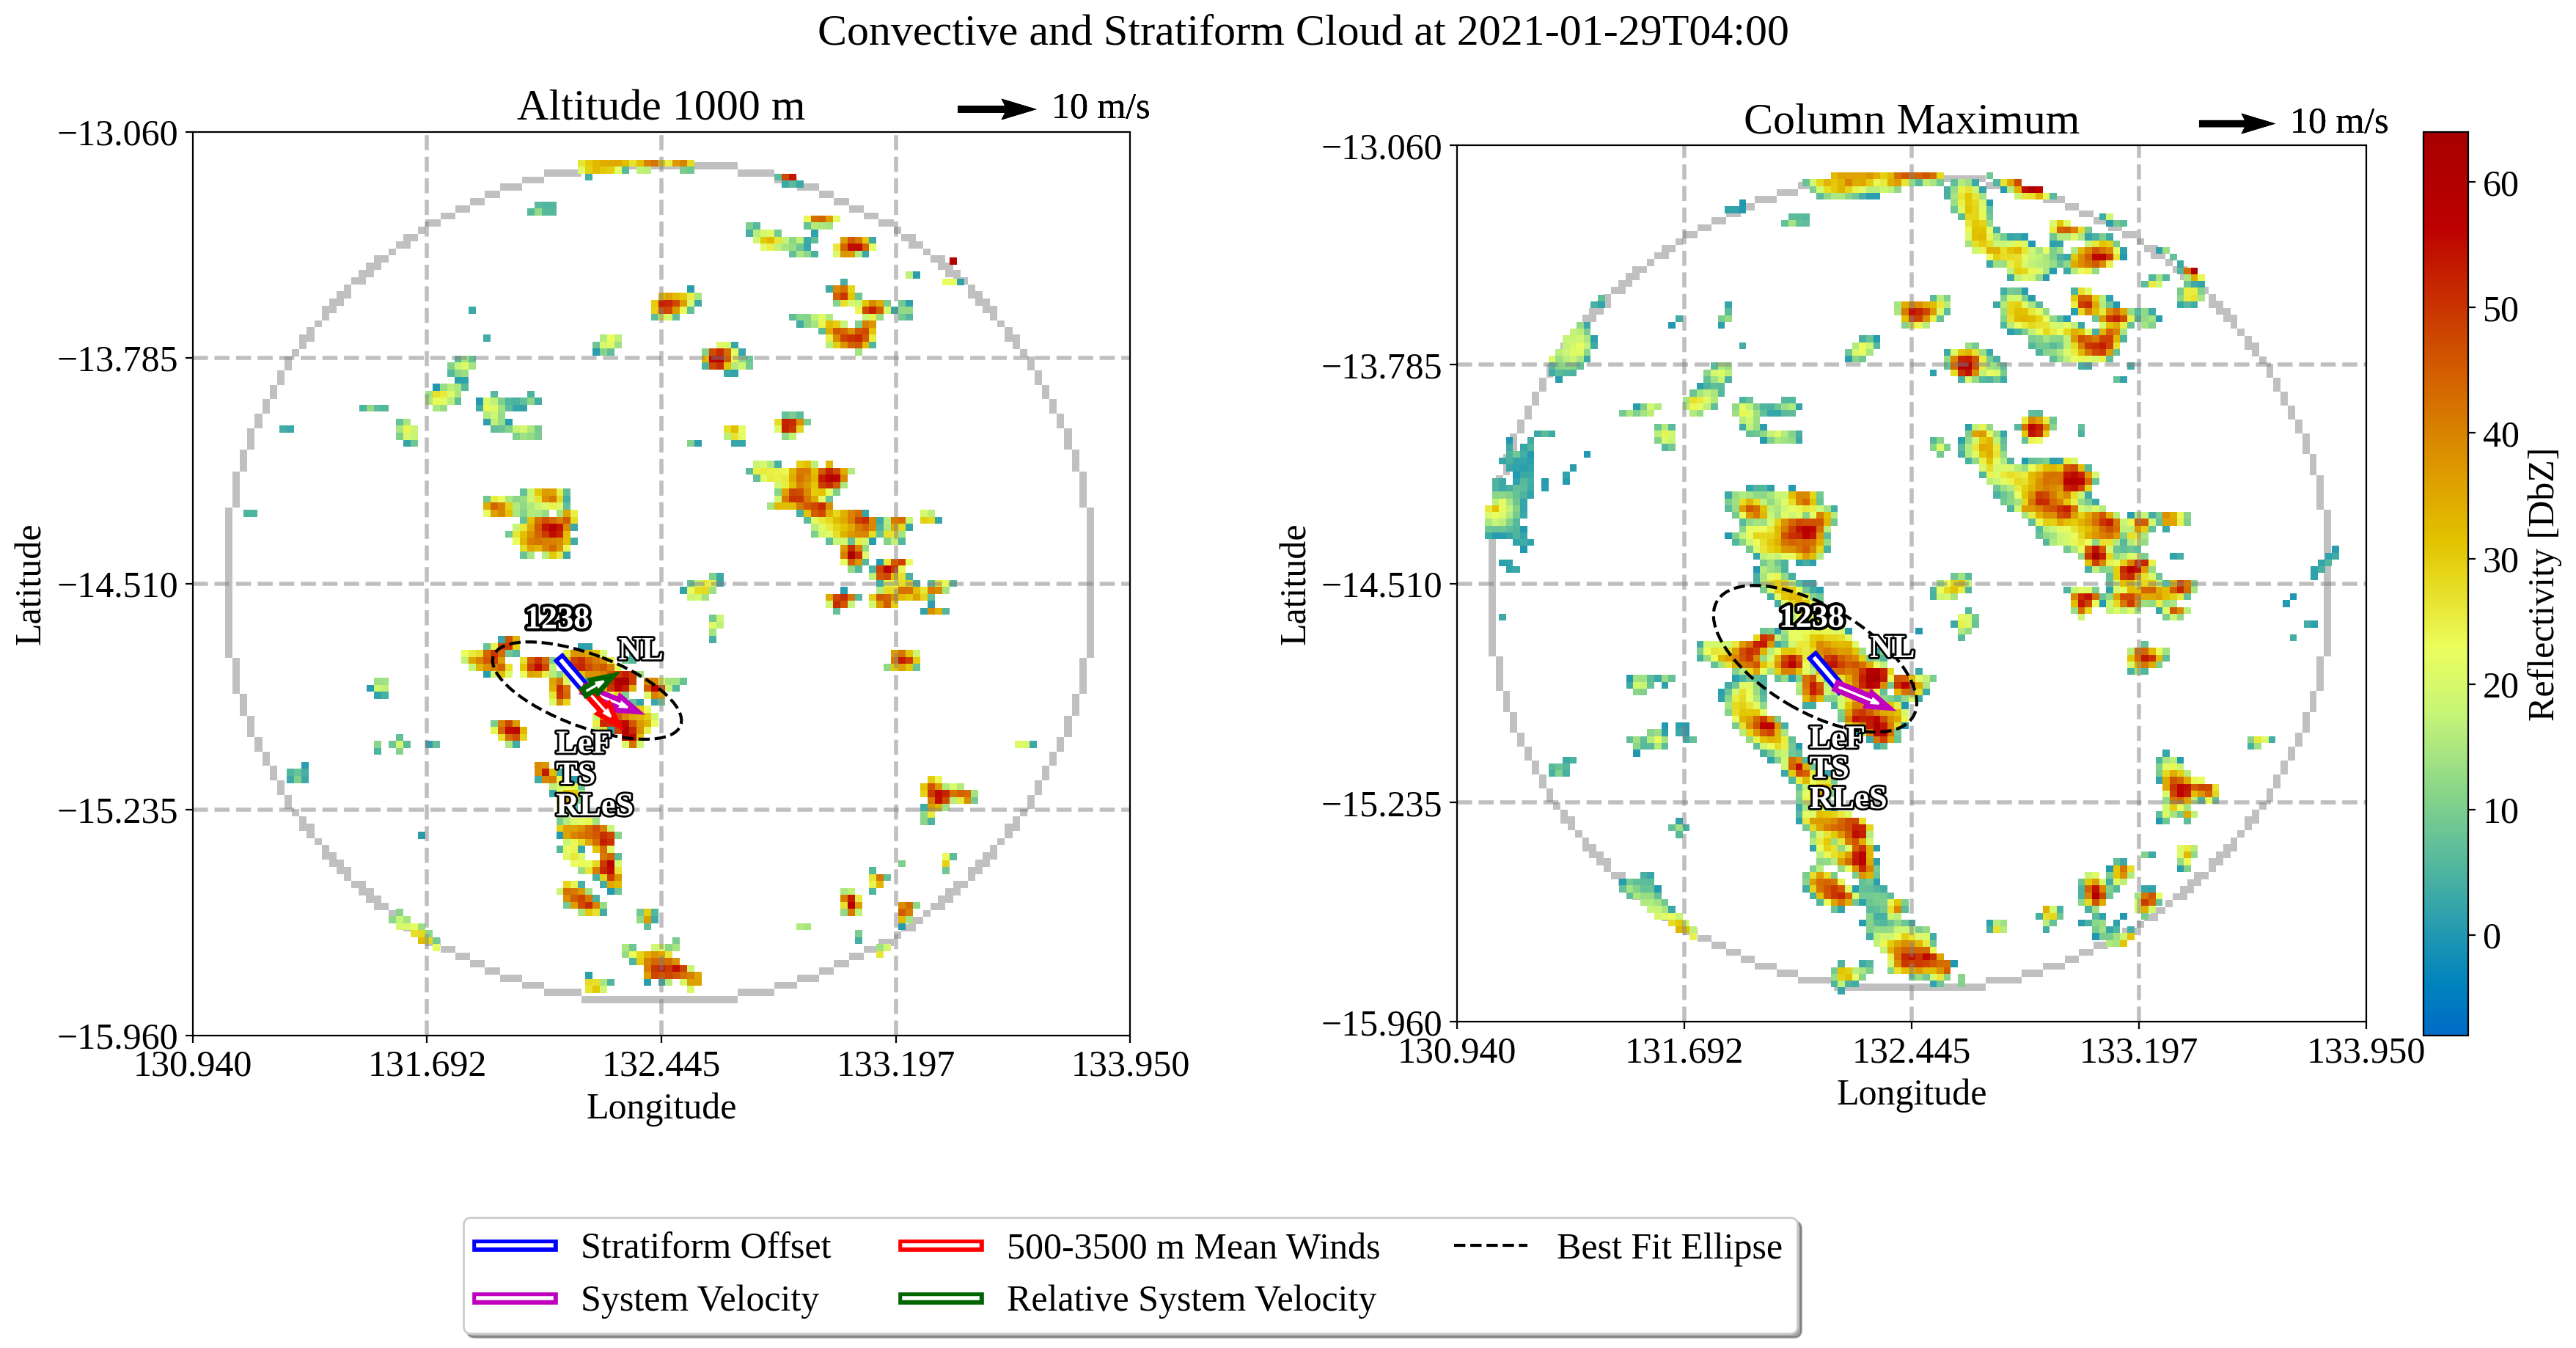 Convective and Stratiform Cloud at 2021-01-29T04:00
Altitude 1000 m
10 m/s
−13.060
−13.785
−14.510
−15.235
−15.960
130.940
131.692
132.445
133.197
133.950
Latitude
Longitude
1238
NL
LeF
TS
RLeS
Column Maximum
10 m/s
−13.060
−13.785
−14.510
−15.235
−15.960
130.940
131.692
132.445
133.197
133.950
Latitude
Longitude
1238
NL
LeF
TS
RLeS
60
50
40
30
20
10
0
Reflectivity [DbZ]
Stratiform Offset
System Velocity
500-3500 m Mean Winds
Relative System Velocity
Best Fit Ellipse